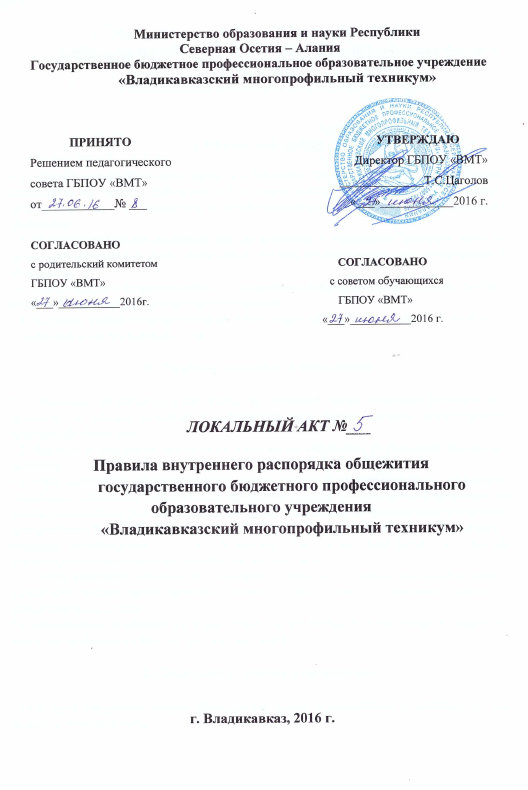 Министерство образования и науки Республики
Северная Осетия – Алания
Государственное бюджетное профессиональное образовательное учреждение
«Владикавказский многопрофильный техникум»
ПРИНЯТО
Решением педагогического
совета ГБПОУ «ВМТ»
от 27.06.16 № 8
УТВЕРЖДАЮ
Директор ГБПОУ «ВМТ»
Т.С.Цаголов
«27» июня 2016 г.
СОГЛАСОВАНО
с родительский комитетом
ГБПОУ «ВМТ»
«27» июня 2016г.
СОГЛАСОВАНО
с советом обучающихся
ГБПОУ «ВМТ»
«27» июня 2016 г.
ЛОКАЛЬНЫЙ АКТ № 5
Правила внутреннего распорядка общежития
государственного бюджетного профессионального
образовательного учреждения
«Владикавказский многопрофильный техникум»
г. Владикавказ, 2016 г.